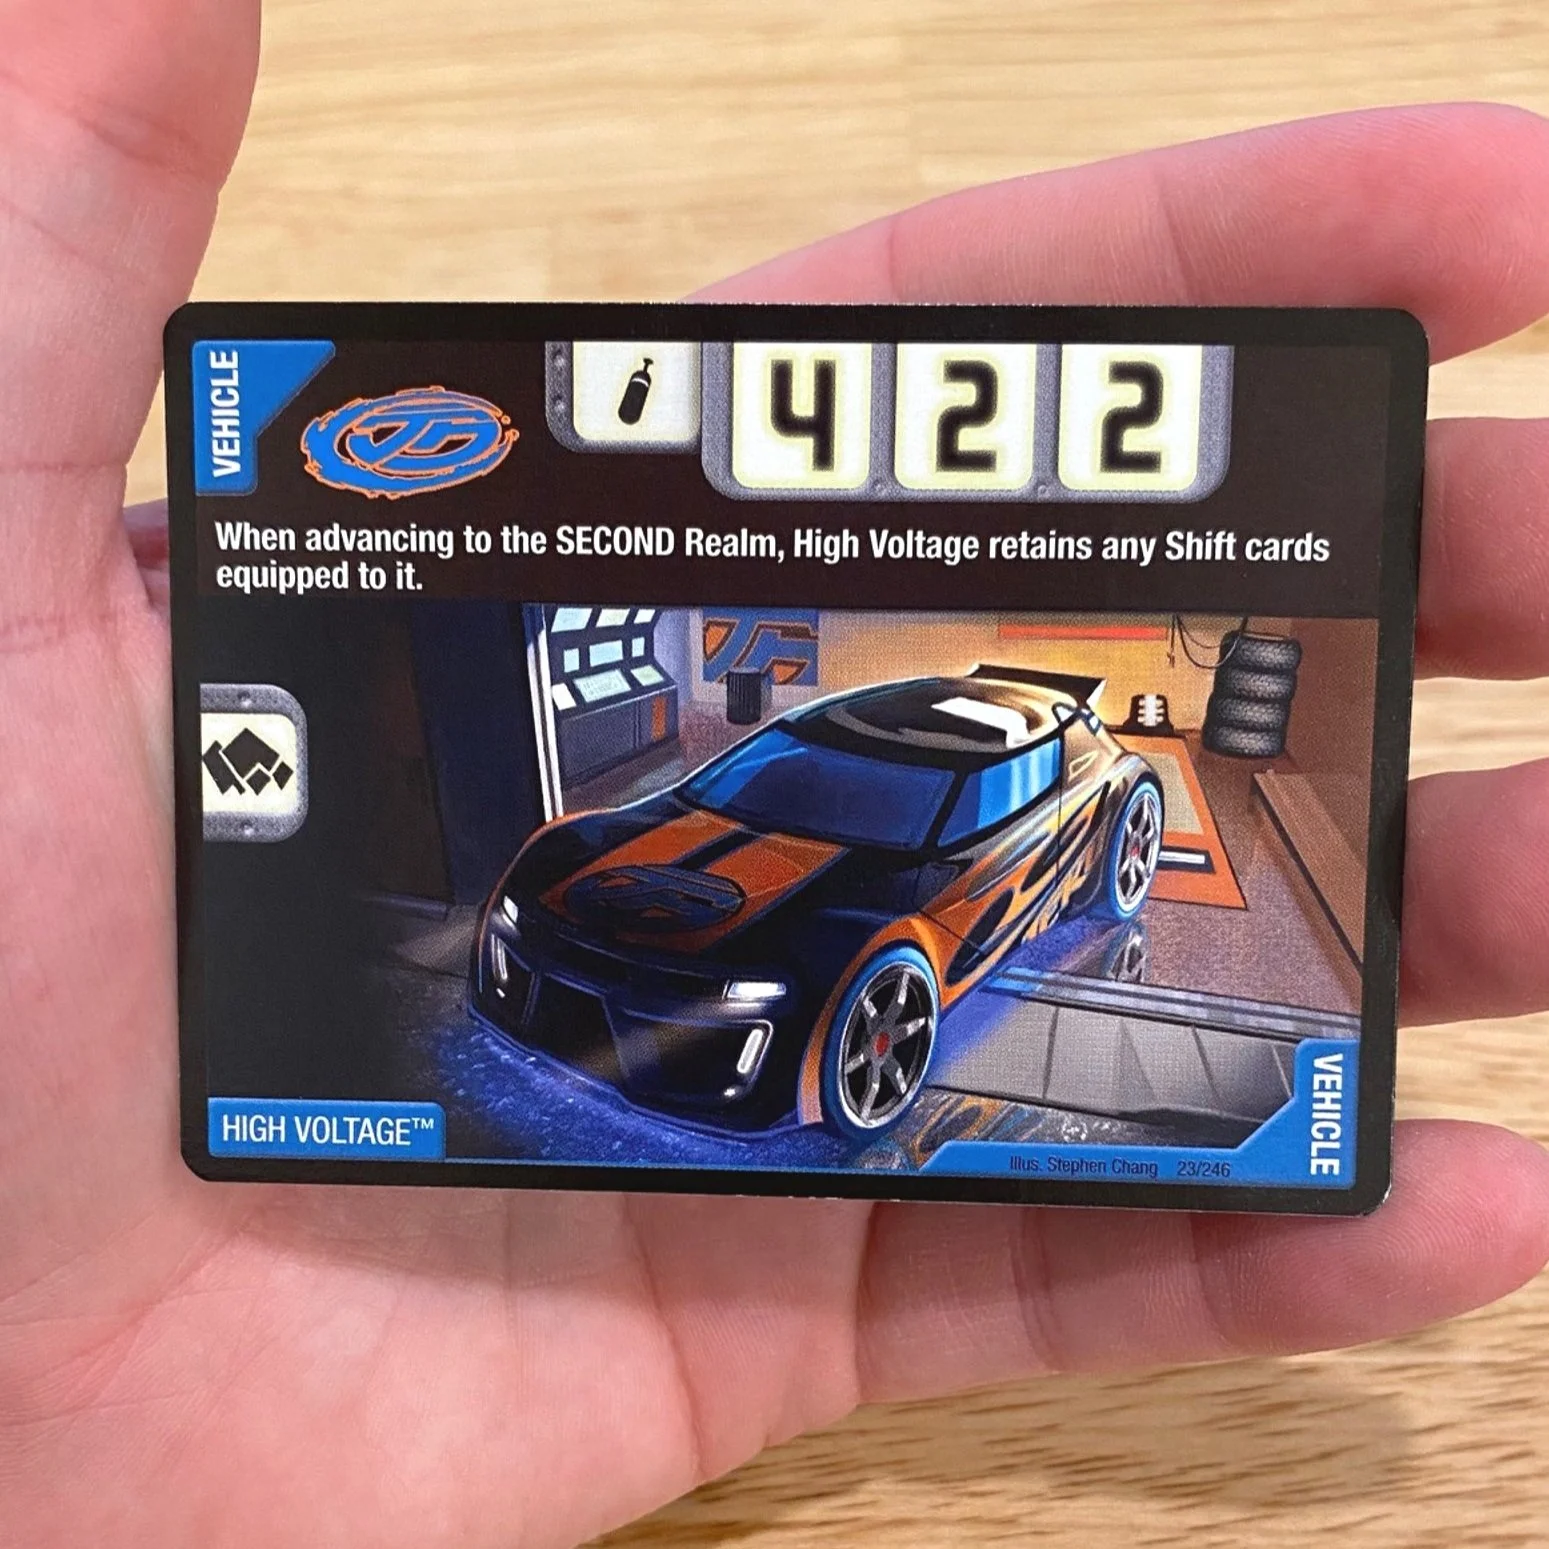 VEHICLE
4 2 2
When advancing to the SECOND Realm, High Voltage retains any Shift cards
equipped to it.
HIGH VOLTAGE™
Illus. Stephen Chang 23/246
VEHICLE